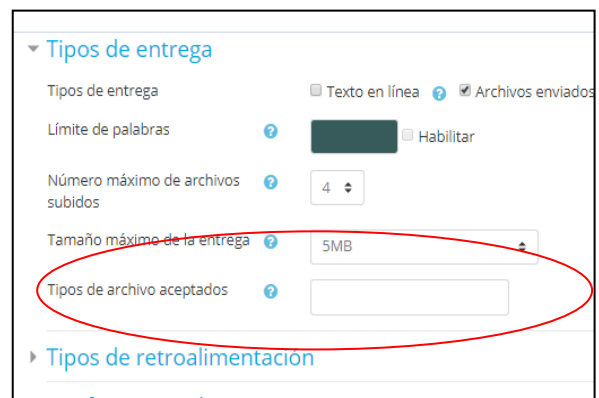 Tipos de entrega
Tipos de entrega Texto en línea Archivos enviados
Límite de palabras Habilitar
Número máximo de archivos 4
subidos
Tamaño máximo de la entrega 5MB
Tipos de archivo aceptados
Tipos de retroalimentación